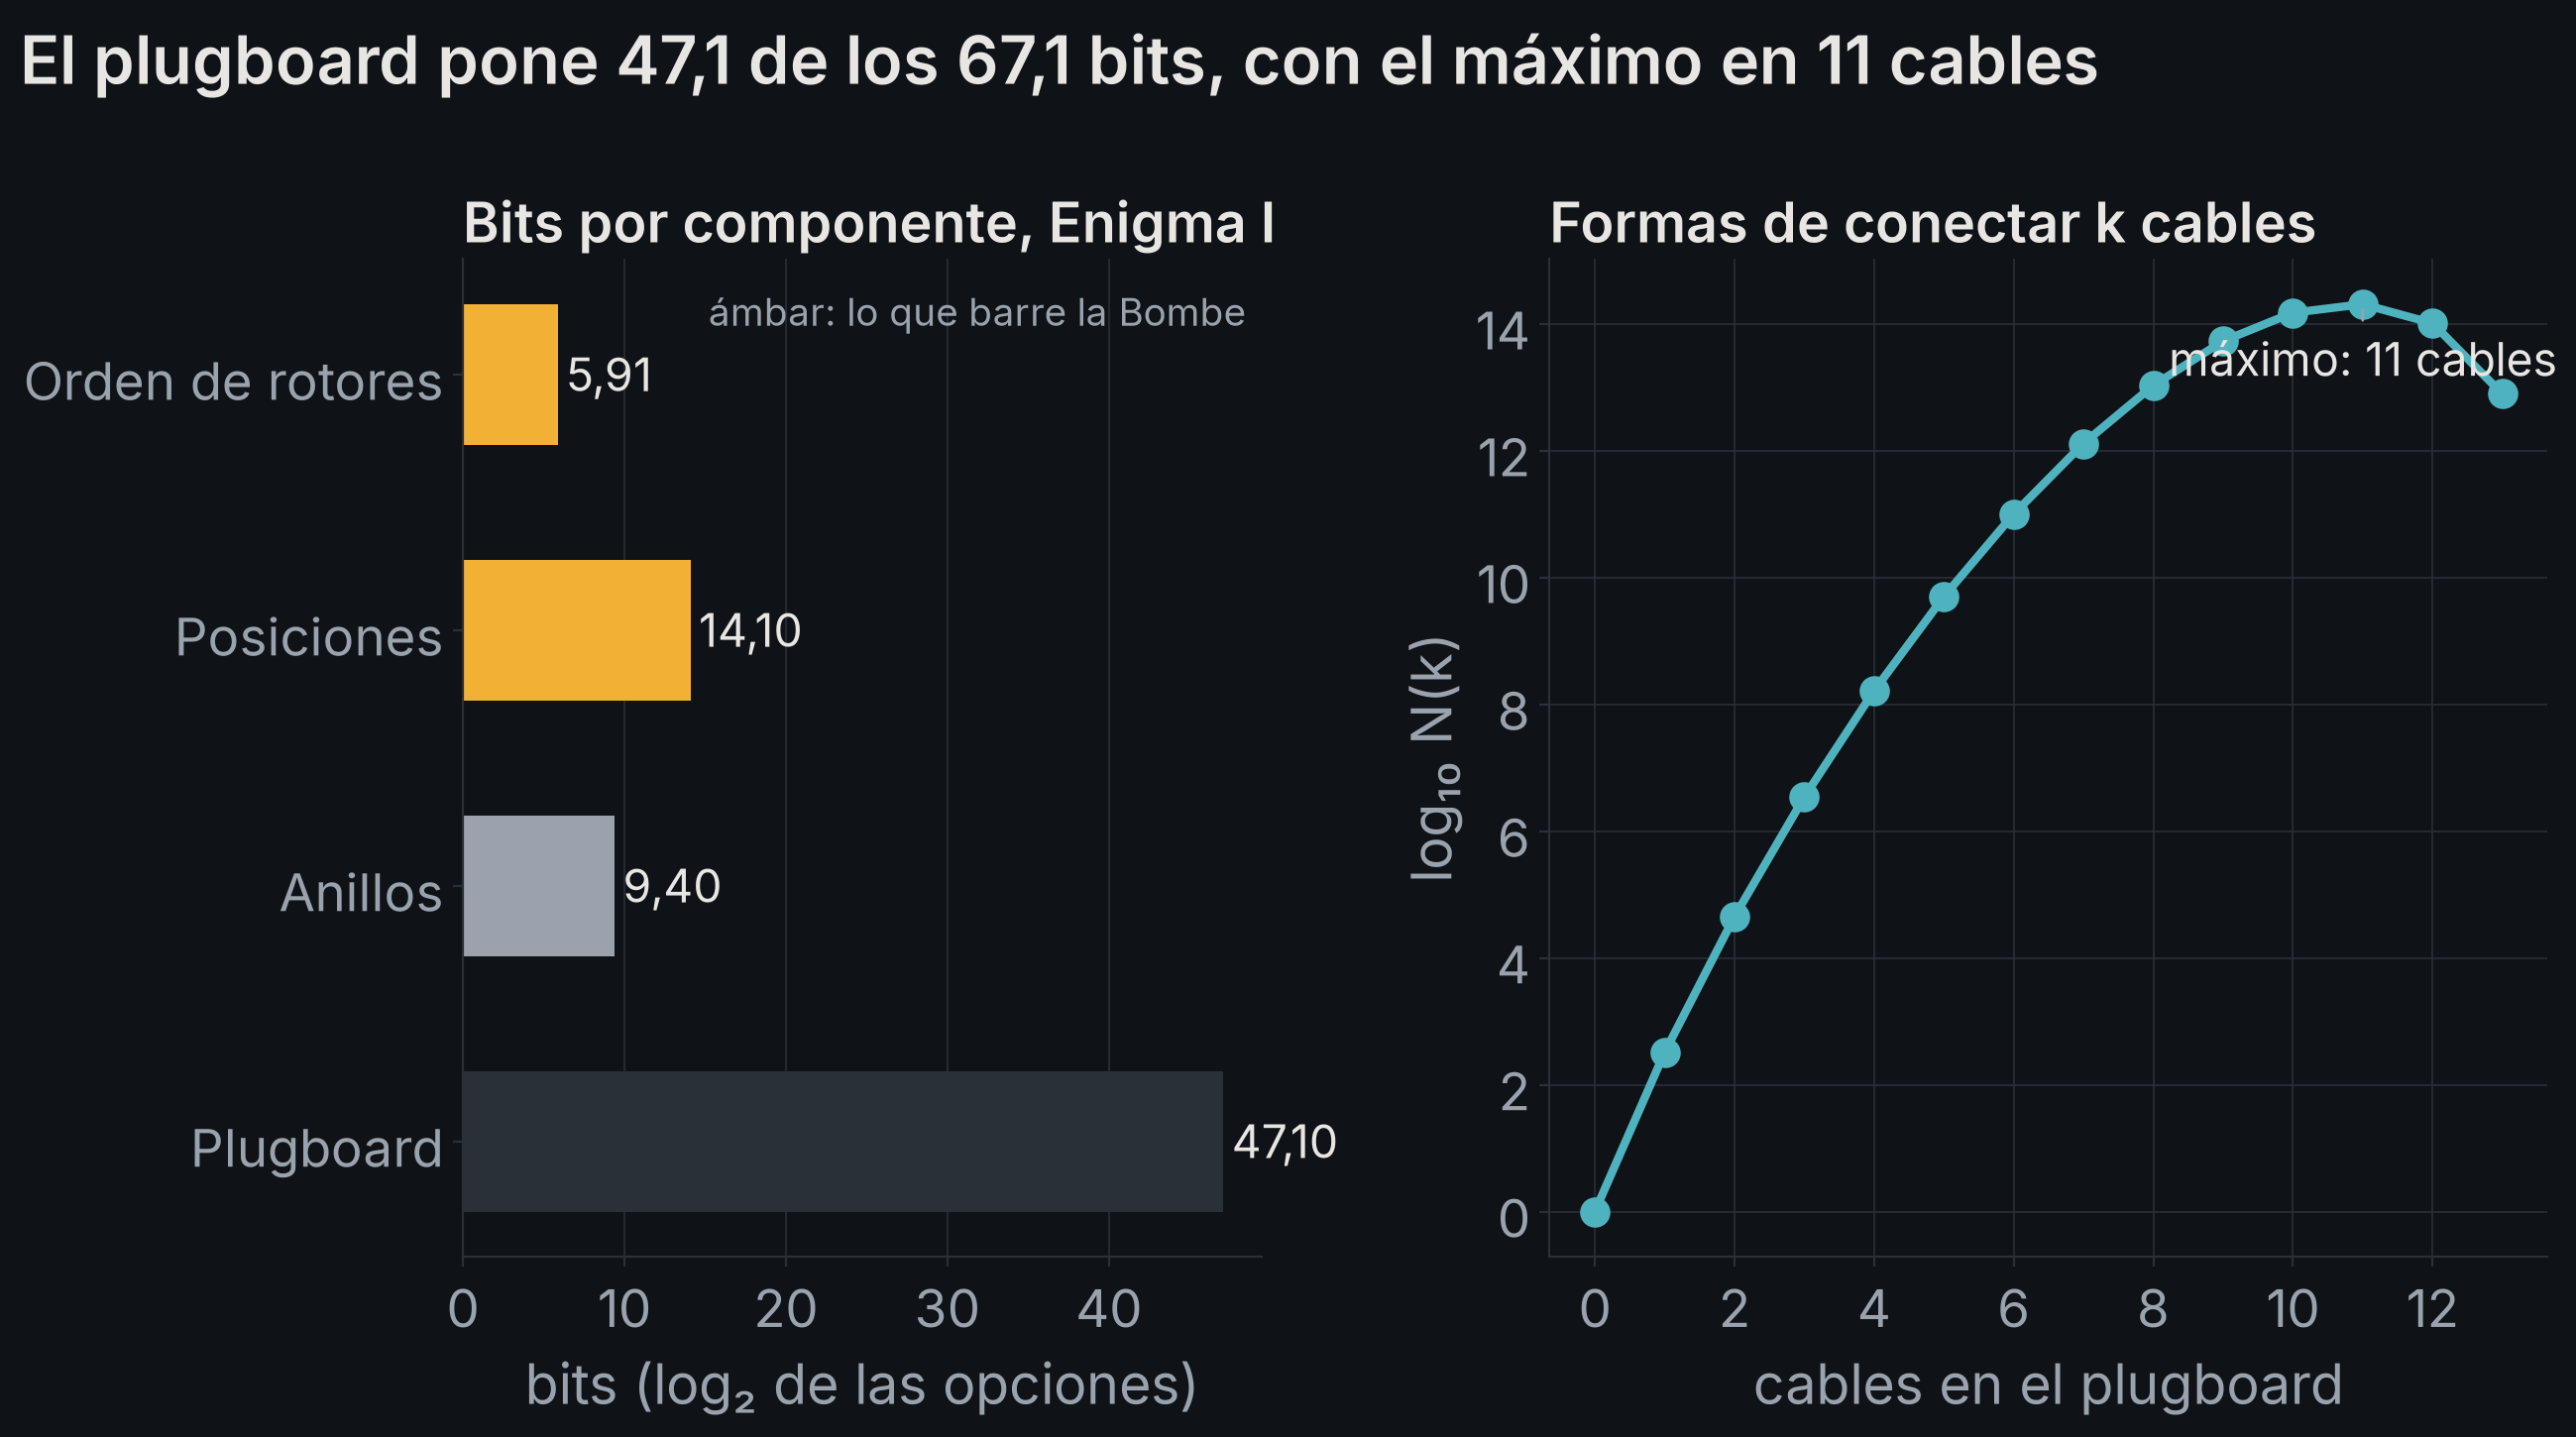 El plugboard pone 47,1 de los 67,1 bits, con el máximo en 11 cables
Bits por componente, Enigma I
ámbar: lo que barre la Bombe
Orden de rotores
5,91
Posiciones
14,10
Anillos
9,40
Plugboard
47,10
0 10 20 30 40
bits (log₂ de las opciones)
Formas de conectar k cables
máximo: 11 cables
14
12
10
8
6
4
2
0
log₁₀ N(k)
0 2 4 6 8 10 12
cables en el plugboard